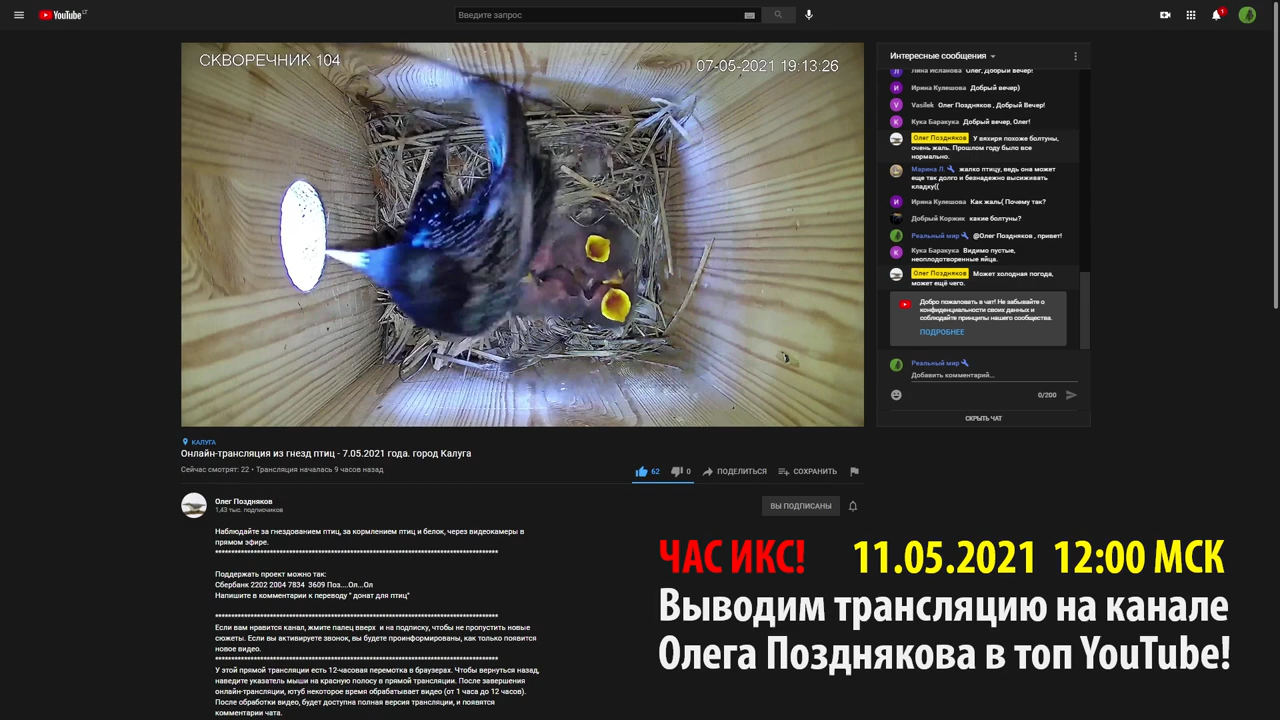 YouTube LT
Введите запрос
1
СКВОРЕЧНИК 104
07-05-2021 19:13:26
Интересные сообщения
Лина Исланова Олег, Добрый вечер!
Ирина Кулешова Добрый вечер)
Vasilek Олег Поздняков , Добрый Вечер!
Кука Баракука Добрый вечер, Олег!
Олег Поздняков У вяхиря похоже болтуны,
очень жаль. Прошлом году было все
нормально.
Марина Л. жалко птицу, ведь она может
еще так долго и безнадежно высиживать
кладку((
Ирина Кулешова Как жаль( Почему так?
Добрый Коржик какие болтуны?
Реальный мир @Олег Поздняков , привет!
Кука Баракука Видимо пустые,
неоплодотворенные яйца.
Олег Поздняков Может холодная погода,
может ещё чего.
Добро пожаловать в чат! Не забывайте о
конфиденциальности своих данных и
соблюдайте принципы нашего сообщества.
ПОДРОБНЕЕ
Реальный мир
Добавить комментарий...
0/200
СКРЫТЬ ЧАТ
КАЛУГА
Онлайн-трансляция из гнезд птиц - 7.05.2021 года. город Калуга
Сейчас смотрят: 22 • Трансляция началась 9 часов назад
62 0 ПОДЕЛИТЬСЯ СОХРАНИТЬ
Олег Поздняков
1,43 тыс. подписчиков
ВЫ ПОДПИСАНЫ
Наблюдайте за гнездованием птиц, за кормлением птиц и белок, через видеокамеры в
прямом эфире.
Поддержать проект можно так:
Сбербанк 2202 2004 7834 3609 Поз....Ол...Ол
Напишите в комментарии к переводу " донат для птиц"
Если вам нравится канал, жмите палец вверх и на подписку, чтобы не пропустить новые
сюжеты. Если вы активируете звонок, вы будете проинформированы, как только появится
новое видео.
У этой прямой трансляции есть 12-часовая перемотка в браузерах. Чтобы вернуться назад,
наведите указатель мыши на красную полосу в прямой трансляции. После завершения
онлайн-трансляции, ютуб некоторое время обрабатывает видео (от 1 часа до 12 часов).
После обработки видео, будет доступна полная версия трансляции, и появятся
комментарии чата.
ЧАС ИКС! 11.05.2021 12:00 МСК
Выводим трансляцию на канале
Олега Позднякова в топ YouTube!